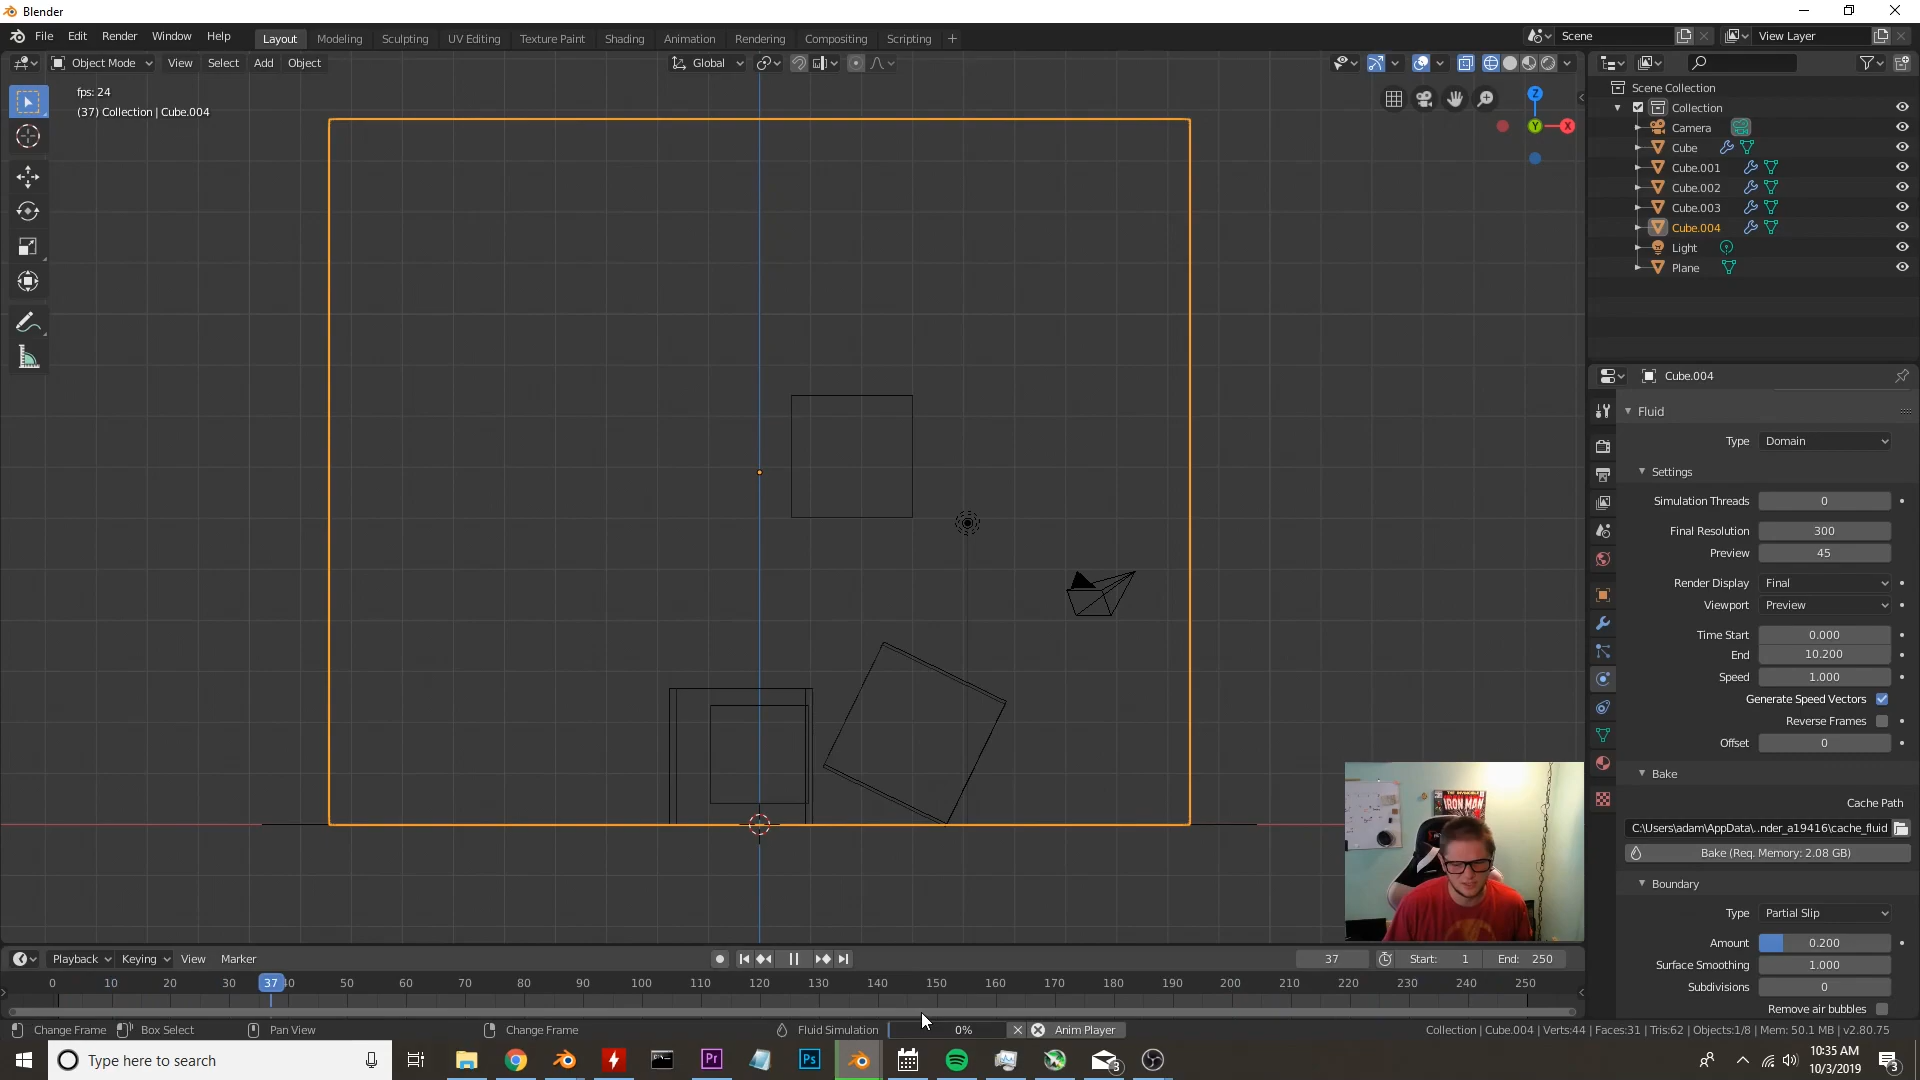 Blender
File Edit Render Window Help Layout Modeling Sculpting UV Editing Texture Paint Shading Animation Rendering Compositing Scripting + Scene View Layer
Object Mode View Select Add Object Global
fps: 24
(37) Collection | Cube.004
Z
Y X
Scene Collection
Collection
Camera
Cube
Cube.001
Cube.002
Cube.003
Cube.004
Light
Plane
Cube.004
Fluid
Type Domain
Settings
Simulation Threads 0
Final Resolution 300
Preview 45
Render Display Final
Viewport Preview
Time Start 0.000
End 10.200
Speed 1.000
Generate Speed Vectors
Reverse Frames
Offset 0
Bake
Cache Path
C:\Users\adam\AppData\..nder_a19416\cache_fluid
Bake (Req. Memory: 2.08 GB)
Boundary
Type Partial Slip
Amount 0.200
Surface Smoothing 1.000
Subdivisions 0
Remove air bubbles
IRON MAN
Playback Keying View Marker 37 Start: 1 End: 250
0 10 20 30 37 40 50 60 70 80 90 100 110 120 130 140 150 160 170 180 190 200 210 220 230 240 250
Change Frame Box Select Pan View Change Frame Fluid Simulation 0% Anim Player Collection | Cube.004 | Verts:44 | Faces:31 | Tris:62 | Objects:1/8 | Mem: 50.1 MB | v2.80.75
Type here to search Pr Ps 3 10:35 AM 3
10/3/2019